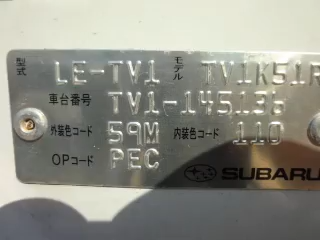 型式 LE-TV1 モデル TV1K51R
車台番号 TV1-145136
外装色コード 59M 内装色コード 110
OPコード PEC
SUBARU